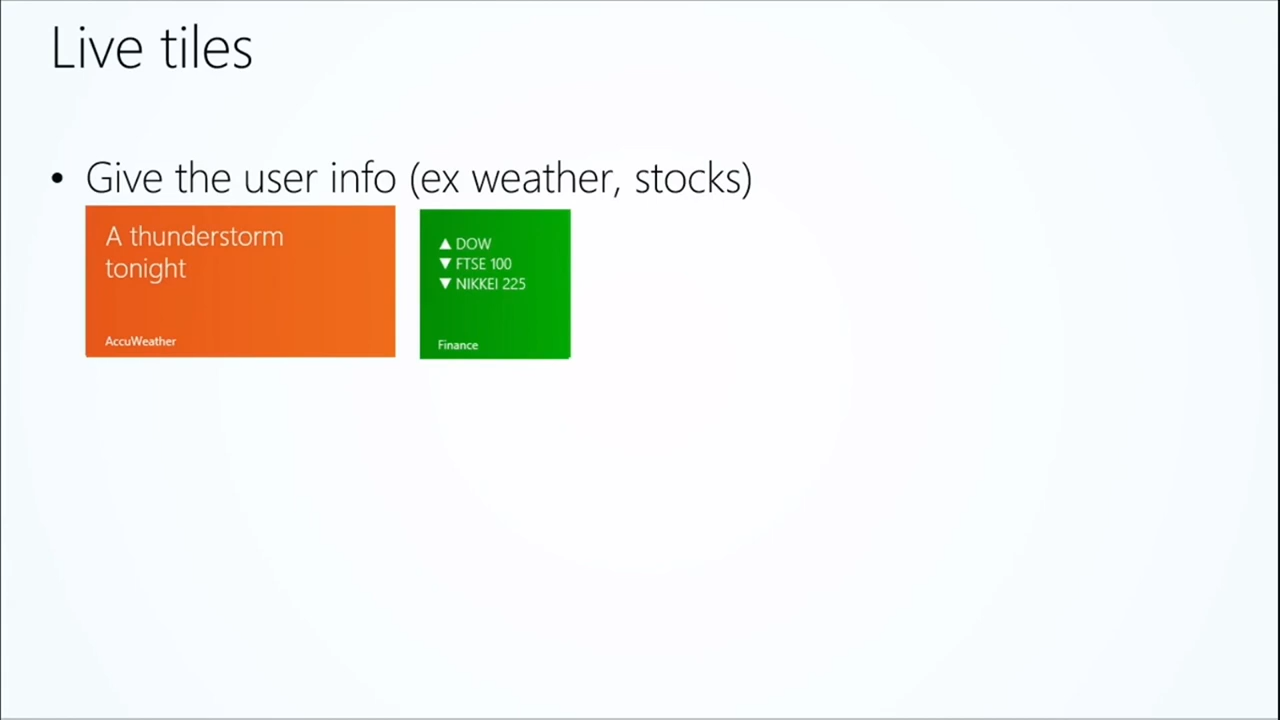 Live tiles
• Give the user info (ex weather, stocks)
A thunderstorm
tonight
AccuWeather
▲ DOW
▼ FTSE 100
▼ NIKKEI 225
Finance